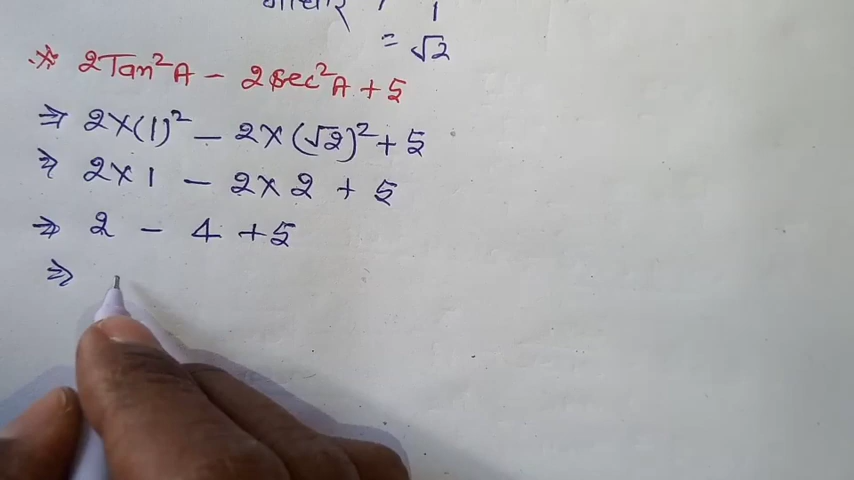 1
= √2
* 2Tan²A - 2sec²A + 5
⇒ 2×(1)² - 2×(√2)² + 5
⇒ 2×1 - 2×2 + 5
⇒ 2 - 4 + 5
⇒